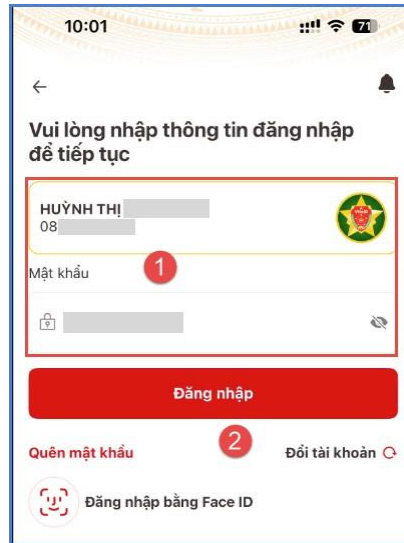 10:01
71
Vui lòng nhập thông tin đăng nhập
để tiếp tục
HUỲNH THỊ
08
Mật khẩu
1
Đăng nhập
2
Quên mật khẩu
Đổi tài khoản
Đăng nhập bằng Face ID